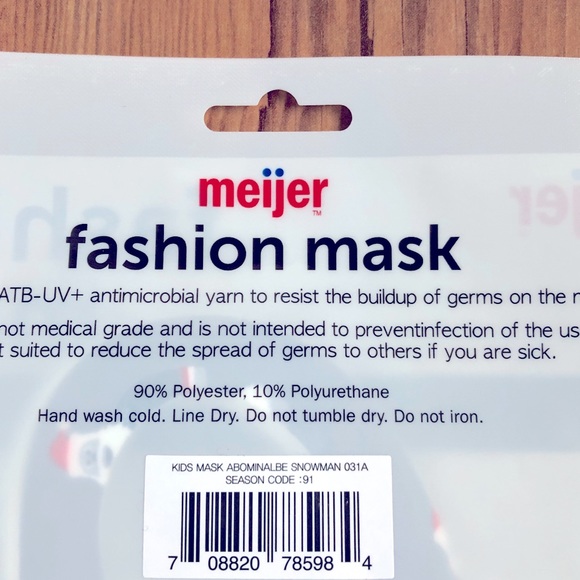 meijer
TM
fashion mask
ATB-UV+ antimicrobial yarn to resist the buildup of germs on the
not medical grade and is not intended to preventinfection of the
suited to reduce the spread of germs to others if you are sick.
90% Polyester, 10% Polyurethane
Hand wash cold. Line Dry. Do not tumble dry. Do not iron.
KIDS MASK ABOMINALBE SNOWMAN 031A
SEASON CODE :91
7 08820 78598 4